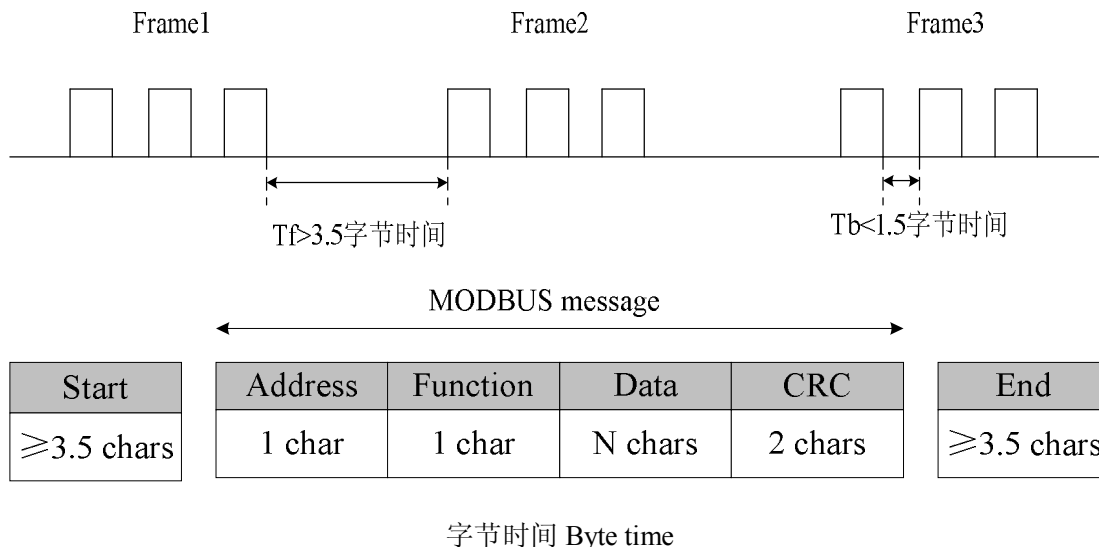 Frame1 Frame2 Frame3
Tf>3.5字节时间 Tb<1.5字节时间
MODBUS message
Start Address Function Data CRC End
≥3.5 chars 1 char 1 char N chars 2 chars ≥3.5 chars
字节时间 Byte time